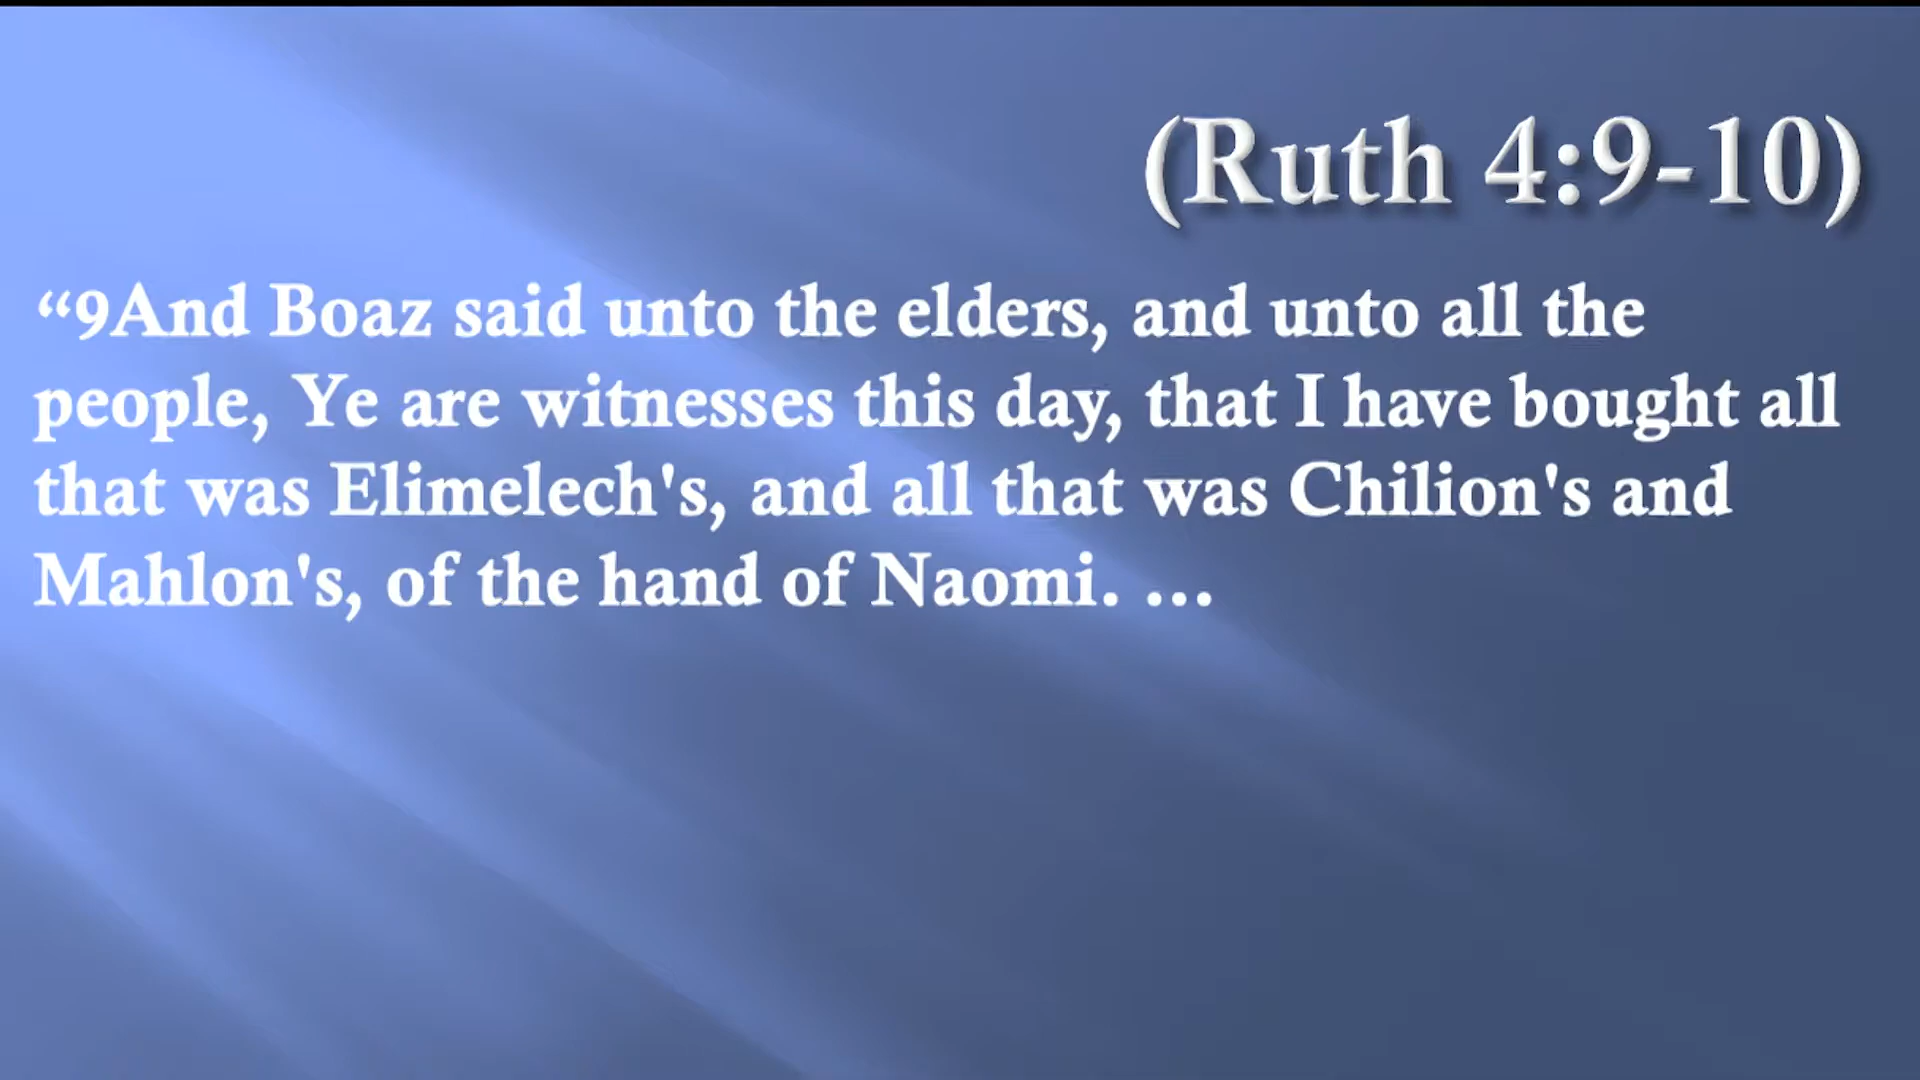 (Ruth 4:9-10)
“9And Boaz said unto the elders, and unto all the
people, Ye are witnesses this day, that I have bought all
that was Elimelech's, and all that was Chilion's and
Mahlon's, of the hand of Naomi. …